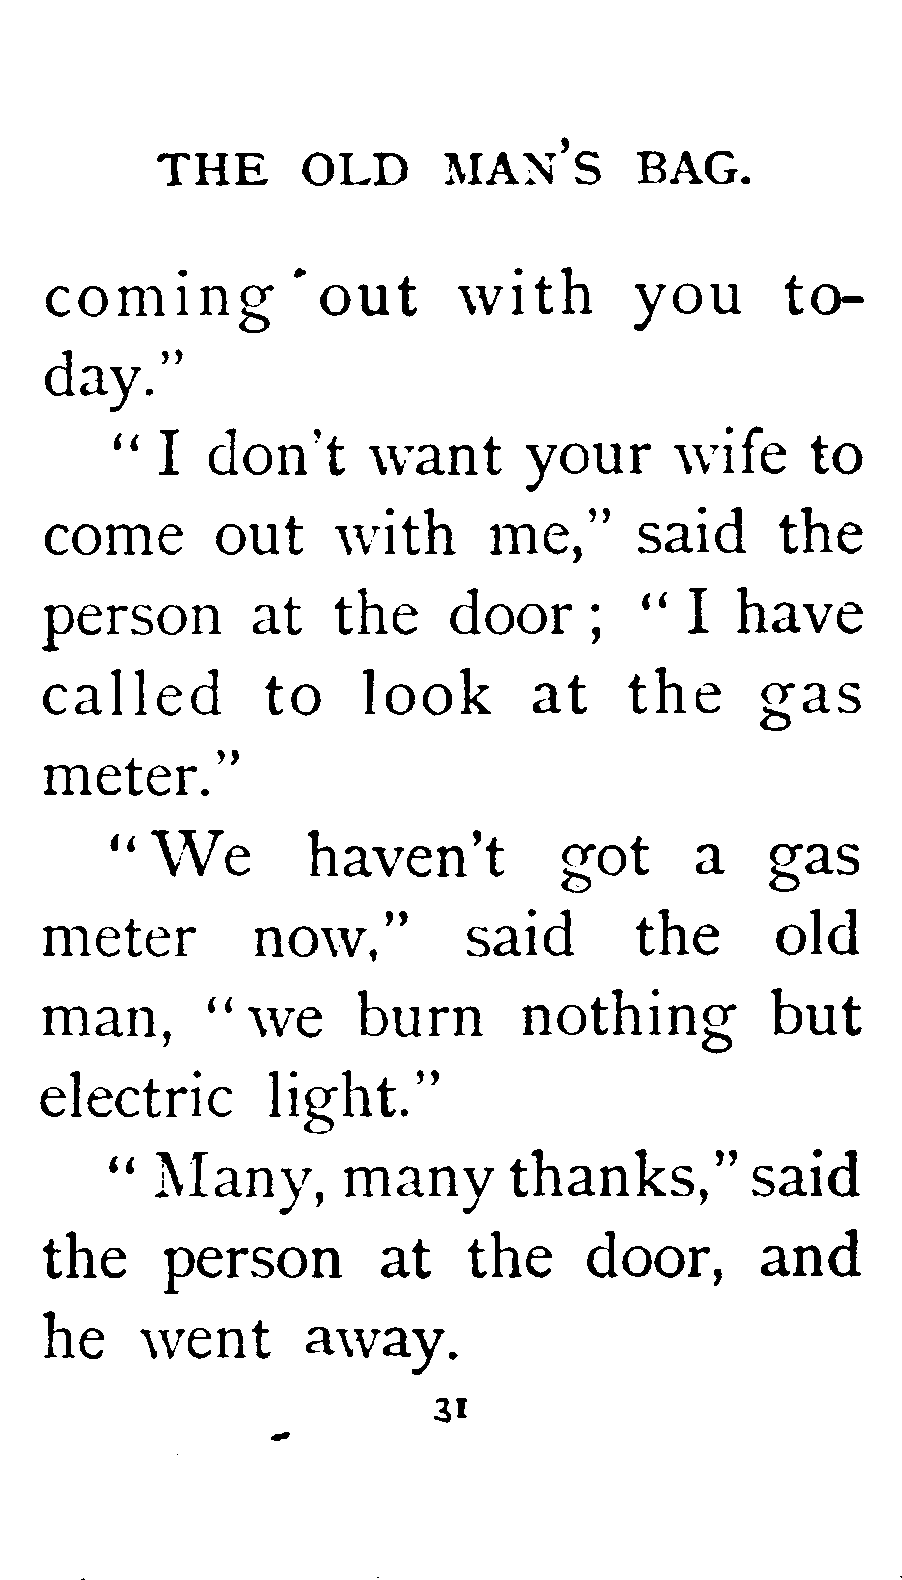 THE OLD MAN'S BAG.
coming out with you to-
day."
" I don't want your wife to
come out with me," said the
person at the door ; " I have
called to look at the gas
meter."
" We haven't got a gas
meter now," said the old
man, " we burn nothing but
electric light."
" Many, many thanks," said
the person at the door, and
he went away.
31